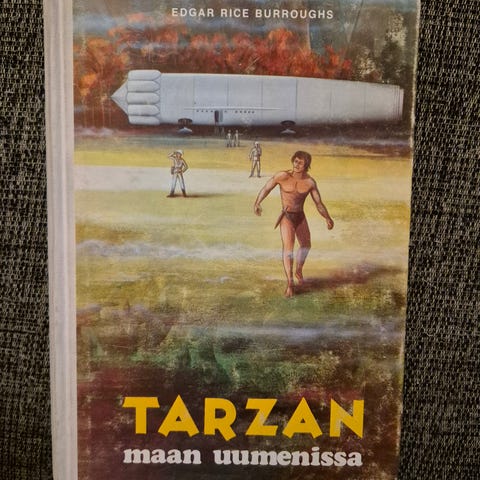 EDGAR RICE BURROUGHS
TARZAN
maan uumenissa